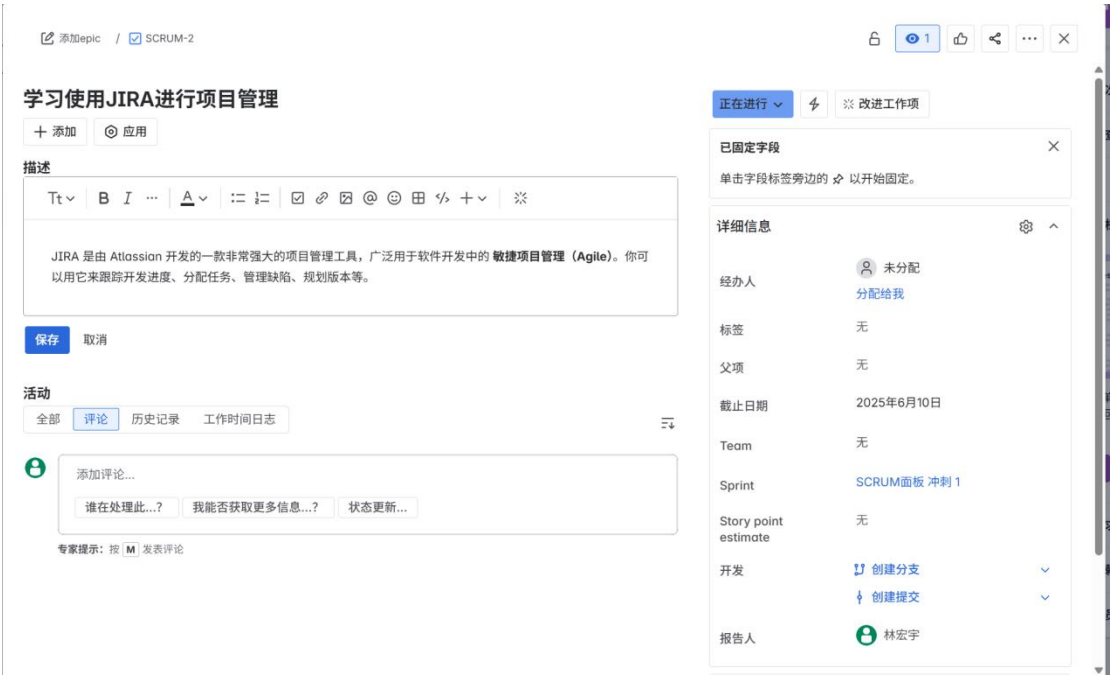 添加epic / SCRUM-2
1
学习使用JIRA进行项目管理
添加 应用
描述
Tt B I ... A @
JIRA 是由 Atlassian 开发的一款非常强大的项目管理工具，广泛用于软件开发中的 敏捷项目管理（Agile）。你可
以用它来跟踪开发进度、分配任务、管理缺陷、规划版本等。
保存 取消
活动
全部 评论 历史记录 工作时间日志
添加评论...
谁在处理此...? 我能否获取更多信息...? 状态更新...
专家提示：按 M 发表评论
正在进行 改进工作项
已固定字段
单击字段标签旁边的 以开始固定。
详细信息
经办人 未分配
分配给我
标签 无
父项 无
截止日期 2025年6月10日
Team 无
Sprint SCRUM面板 冲刺 1
Story point estimate 无
开发 创建分支
创建提交
报告人 林宏宇